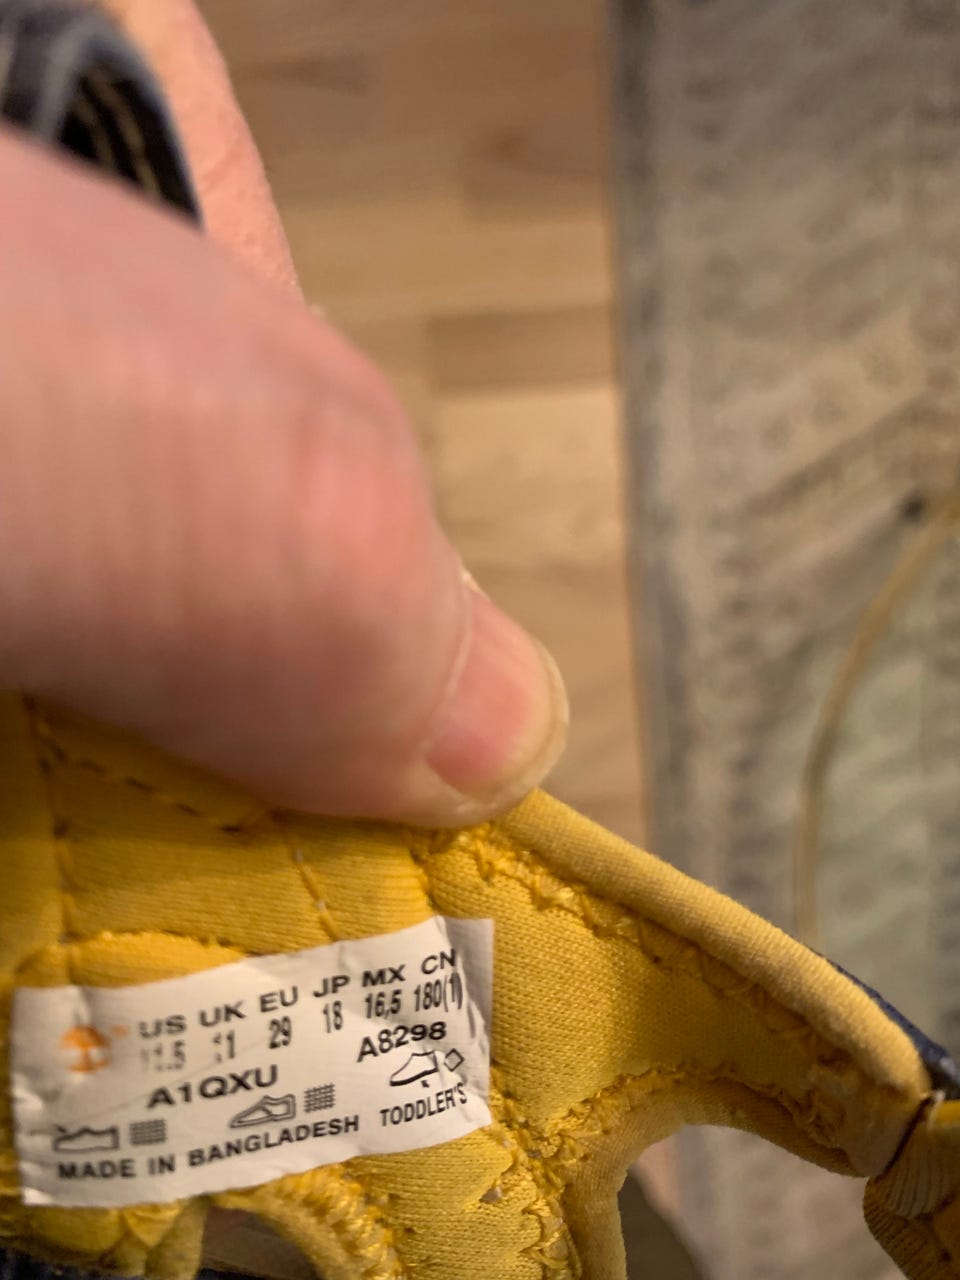 US UK EU JP MX CN
11.5 11 29 18 16,5 180(1)
A1QXU A8298
TODDLER'S
MADE IN BANGLADESH